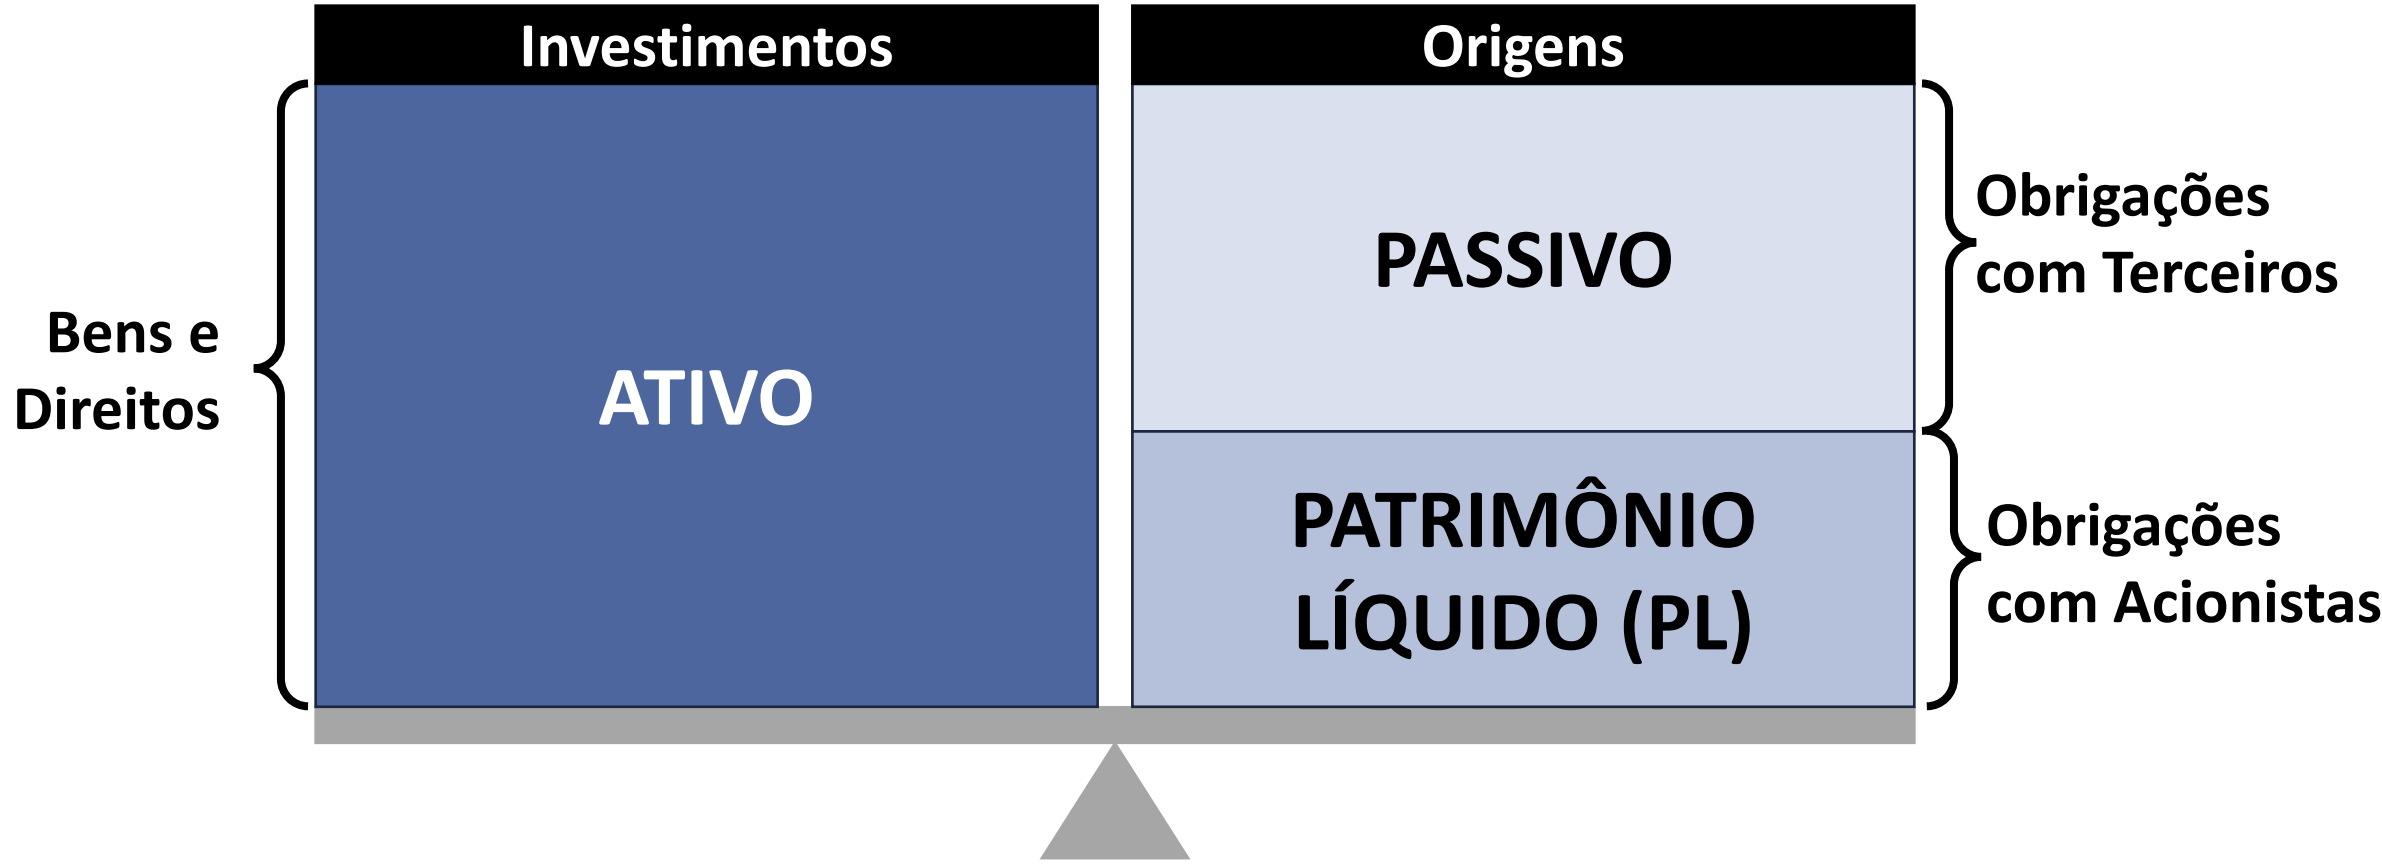 Investimentos
Origens
Bens e
Direitos
ATIVO
PASSIVO
PATRIMÔNIO
LÍQUIDO (PL)
Obrigações
com Terceiros
Obrigações
com Acionistas